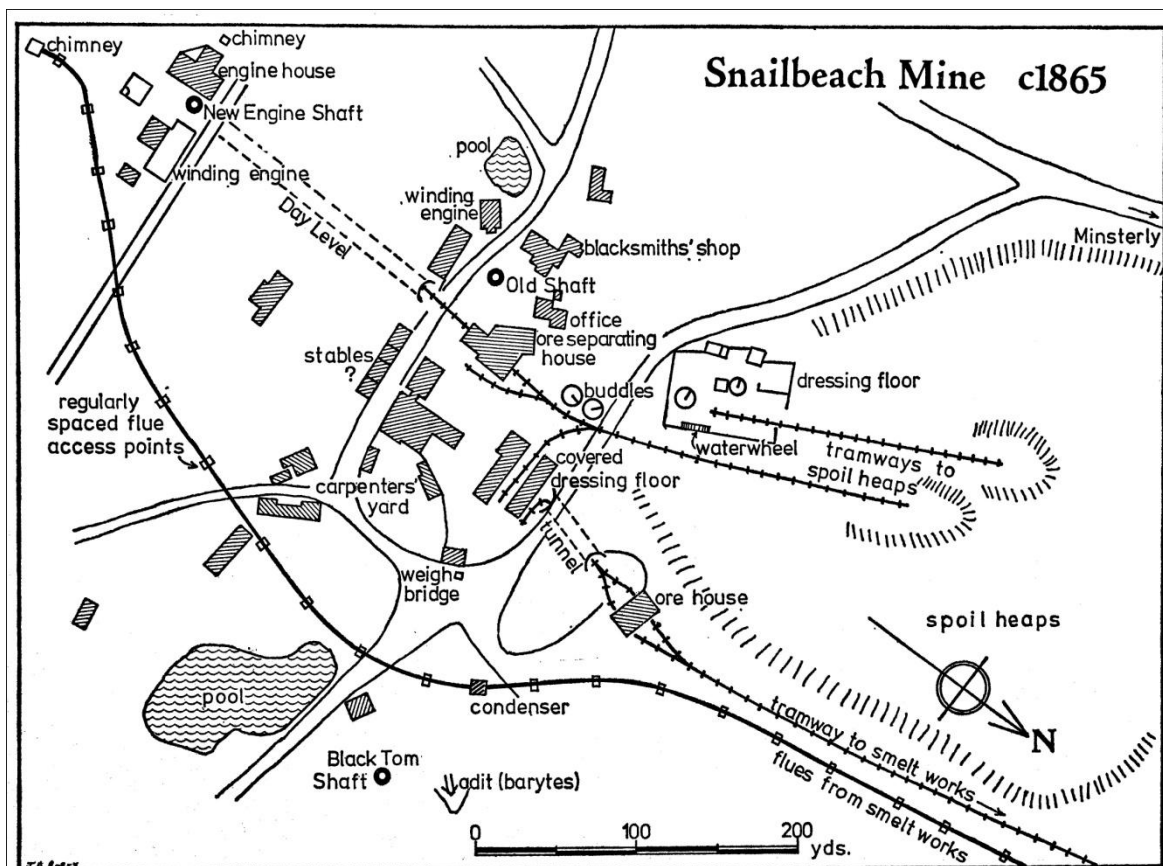 Snailbeach Mine c1865
chimney
chimney
engine house
New Engine Shaft
winding engine
Day Level
pool
winding
engine
blacksmiths' shop
Old Shaft
office
ore separating
house
Minsterly
stables
?
buddles
dressing floor
waterwheel
tramways to
spoil heaps
regularly
spaced flue
access points
carpenters'
yard
covered
dressing floor
tunnel
weigh
bridge
ore house
spoil heaps
N
pool
condenser
tramway to smelt works
flues from smelt works
Black Tom
Shaft
adit (barytes)
0 100 200
yds.